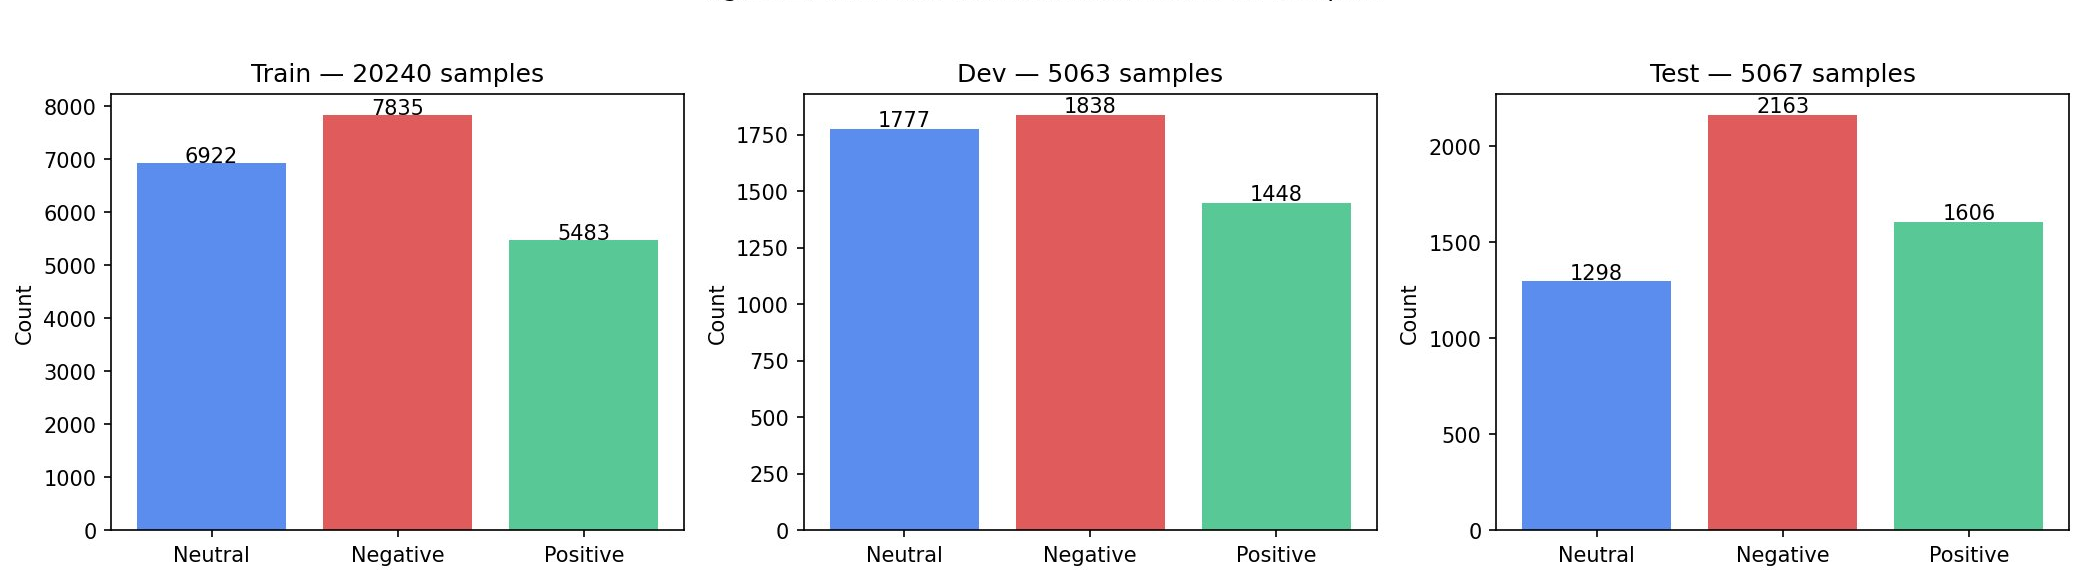 Train — 20240 samples
8000
7000
6000
5000
4000
3000
2000
1000
0
Count
6922
7835
5483
Neutral
Negative
Positive
Dev — 5063 samples
1750
1500
1250
1000
750
500
250
0
Count
1777
1838
1448
Neutral
Negative
Positive
Test — 5067 samples
2000
1500
1000
500
0
Count
1298
2163
1606
Neutral
Negative
Positive